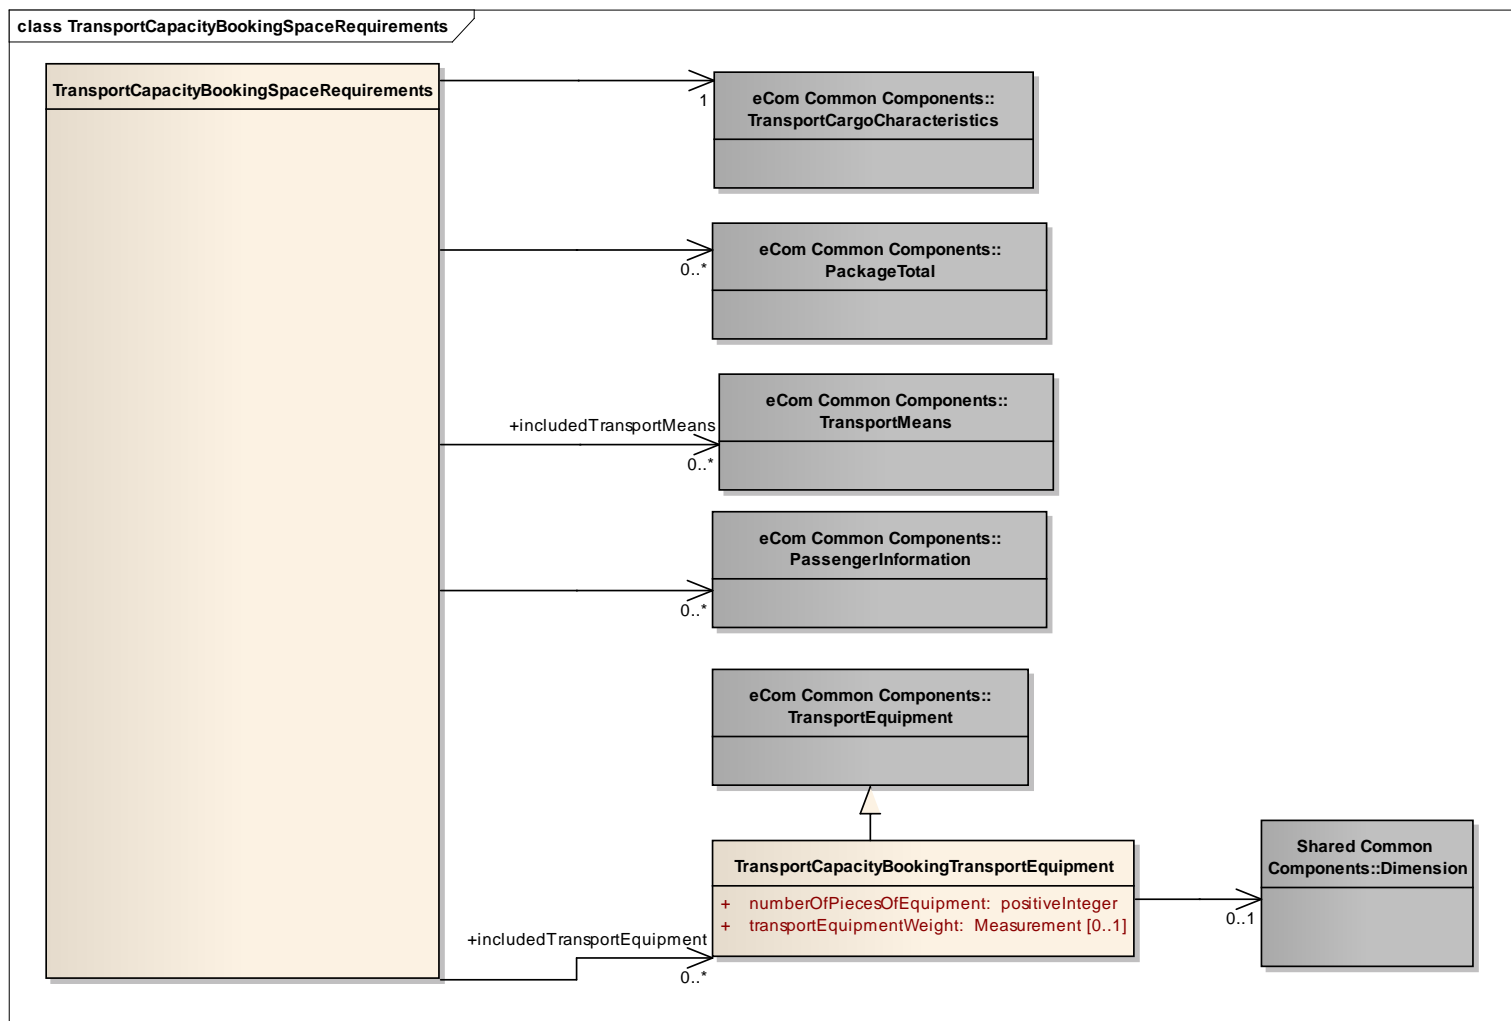 class TransportCapacityBookingSpaceRequirements
TransportCapacityBookingSpaceRequirements
1
eCom Common Components::
TransportCargoCharacteristics
0..*
eCom Common Components::
PackageTotal
+includedTransportMeans
0..*
eCom Common Components::
TransportMeans
0..*
eCom Common Components::
PassengerInformation
eCom Common Components::
TransportEquipment
+includedTransportEquipment
0..*
TransportCapacityBookingTransportEquipment
+ numberOfPiecesOfEquipment: positiveInteger
+ transportEquipmentWeight: Measurement [0..1]
0..1
Shared Common
Components::Dimension